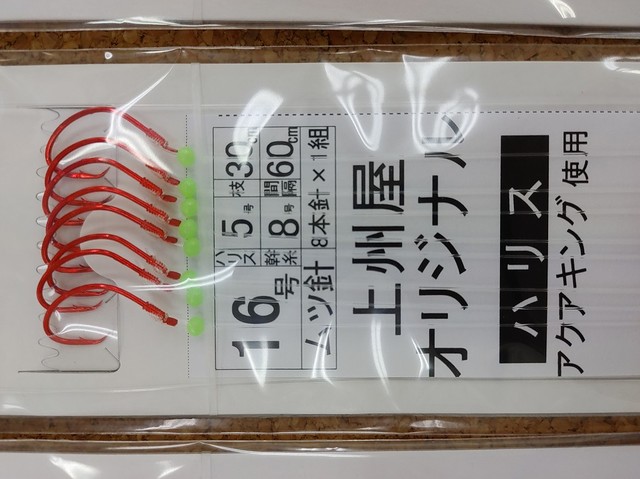 16号
ムツ針
ハリス 5号
幹糸 8号
枝 30cm
間隔 60cm
8本針×1組
上州屋
オリジナル
ハリス
アクアキング使用